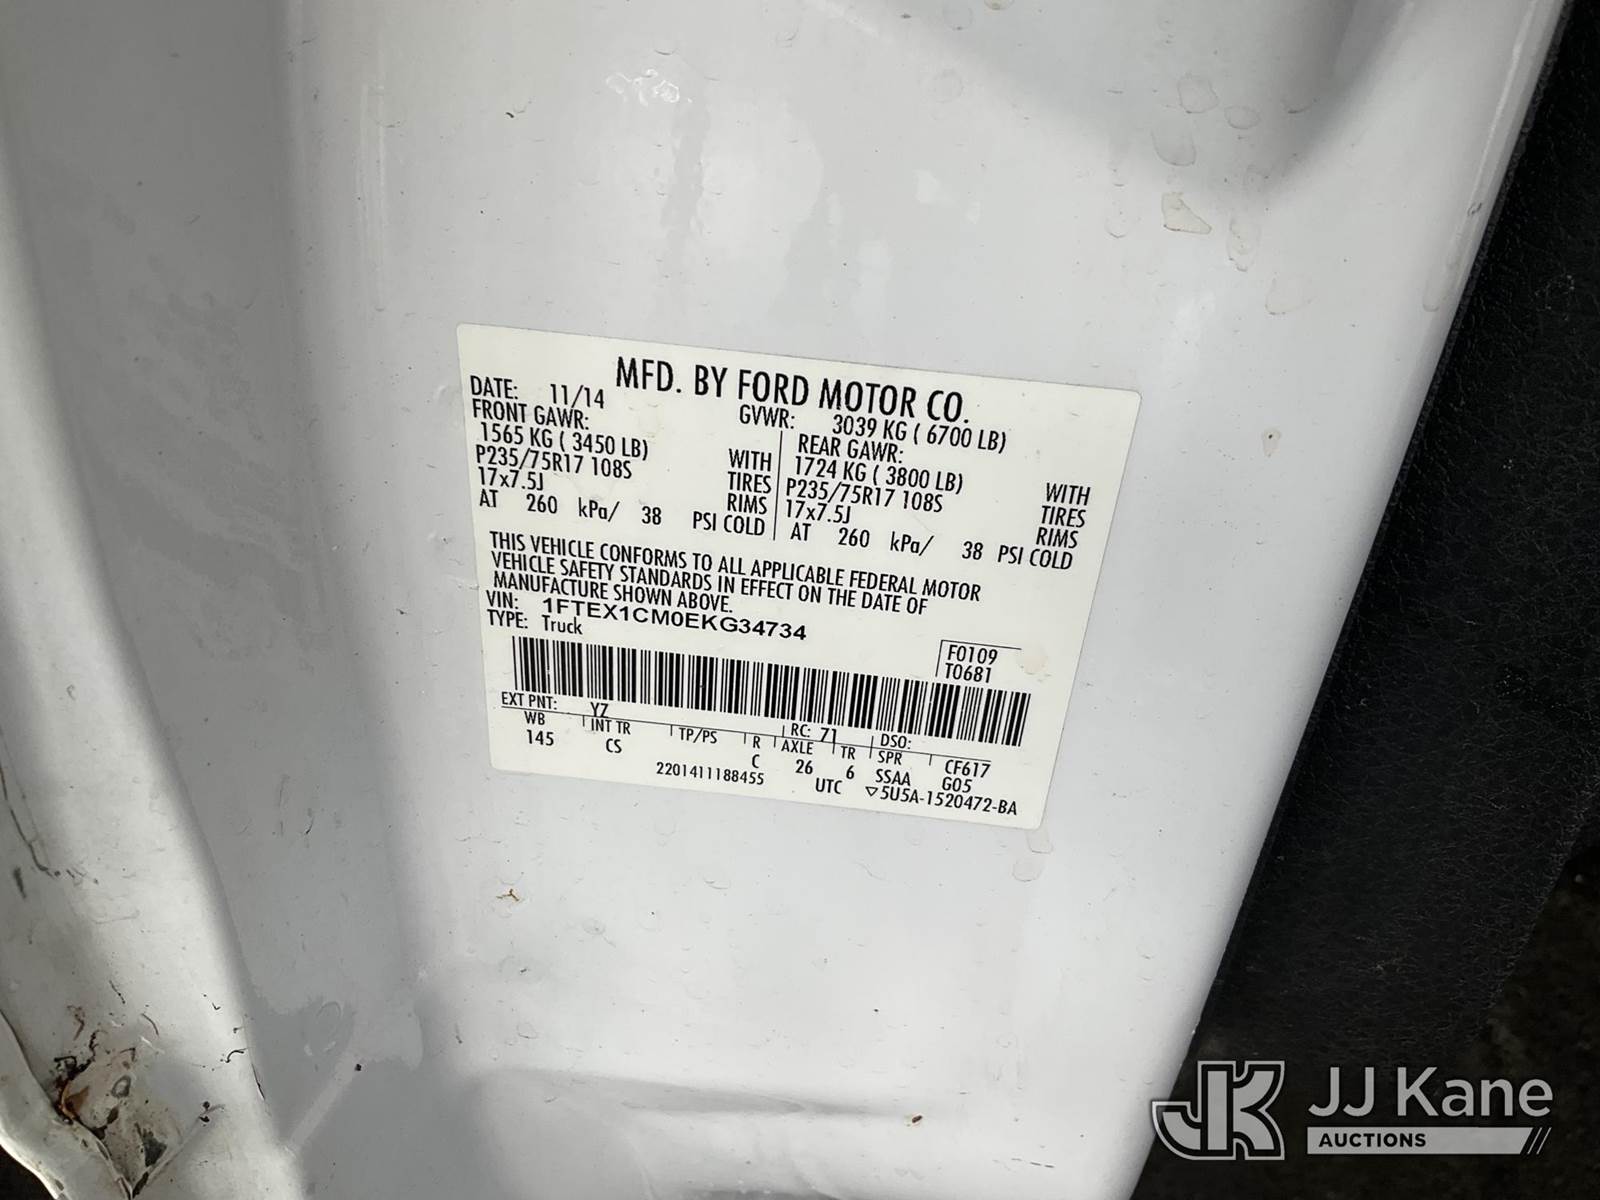 MFD. BY FORD MOTOR CO.
DATE: 11/14 GVWR: 3039 KG ( 6700 LB)
FRONT GAWR: REAR GAWR:
1565 KG ( 3450 LB) WITH 1724 KG ( 3800 LB) WITH
P235/75R17 108S TIRES P235/75R17 108S TIRES
17x7.5J RIMS 17x7.5J RIMS
AT 260 kPa/ 38 PSI COLD AT 260 kPa/ 38 PSI COLD
THIS VEHICLE CONFORMS TO ALL APPLICABLE FEDERAL MOTOR
VEHICLE SAFETY STANDARDS IN EFFECT ON THE DATE OF
MANUFACTURE SHOWN ABOVE.
VIN: 1FTEX1CM0EKG34734
TYPE: Truck
F0109
T0681
EXT PNT: YZ RC: 71 DSO:
WB INT TR TP/PS R AXLE TR SPR CF617
145 CS C 26 6 SSAA G05
2201411188455 UTC ▽5U5A-1520472-BA
JK JJ Kane
AUCTIONS